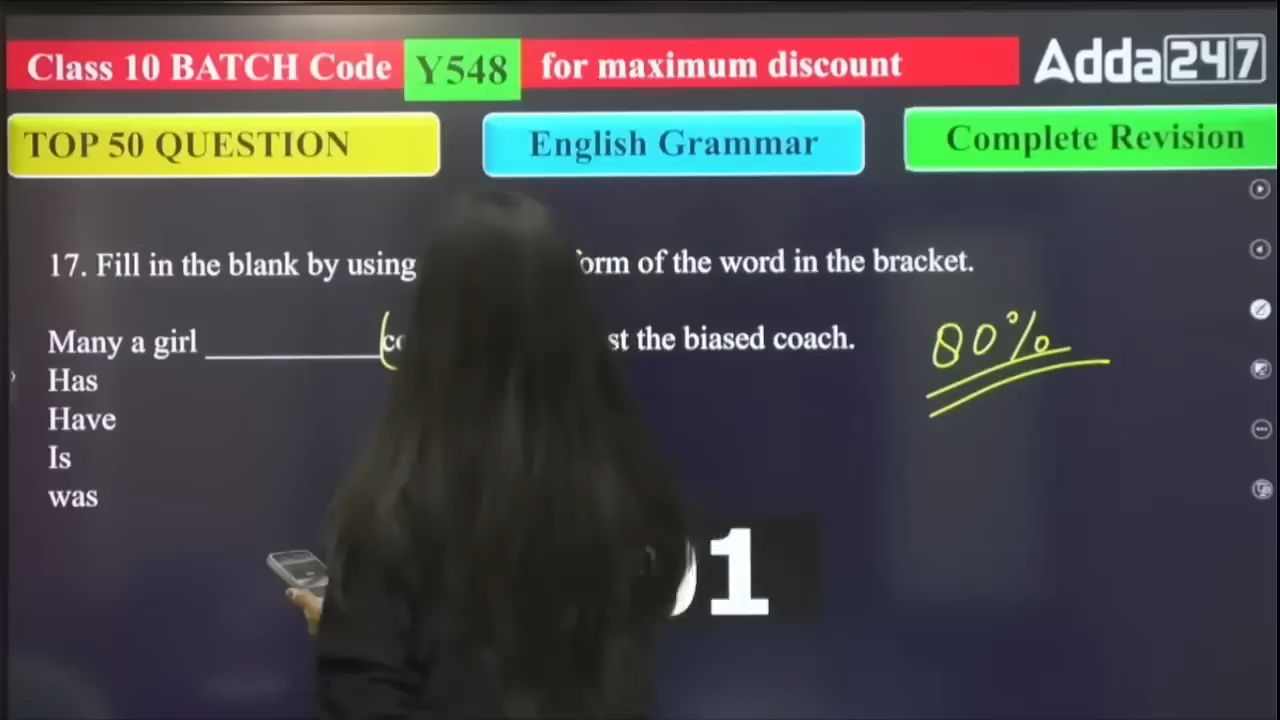 Class 10 BATCH Code Y548 for maximum discount
Adda247
TOP 50 QUESTION
English Grammar
Complete Revision
17. Fill in the blank by using of the word in the bracket.
Many a girl __________ the biased coach.
80%
Has
Have
Is
was
1